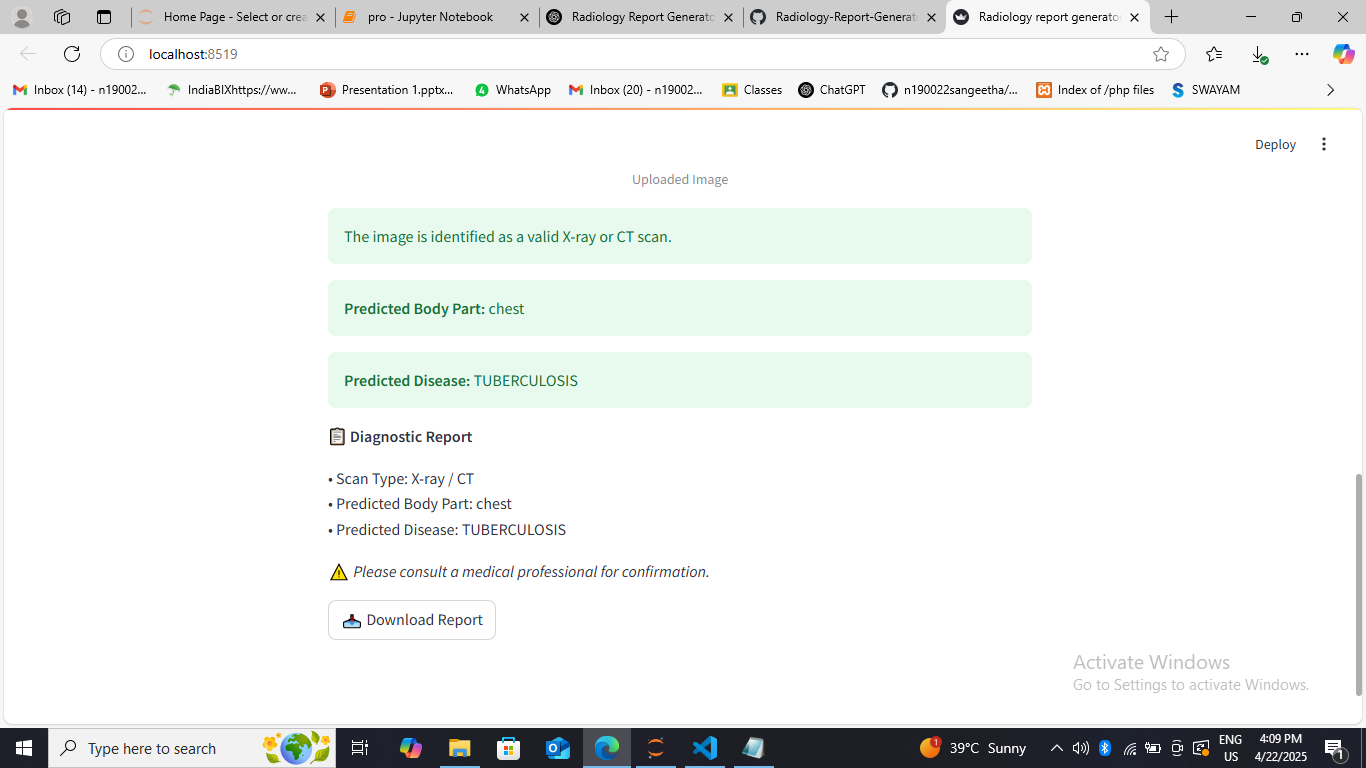 Home Page - Select or crea
pro - Jupyter Notebook
Radiology Report Generato
Radiology-Report-Generat
Radiology report generator
localhost:8519
Inbox (14) - n19002...
IndiaBIXhttps://ww...
Presentation 1.pptx...
WhatsApp
Inbox (20) - n19002...
Classes
ChatGPT
n190022sangeetha/...
Index of /php files
SWAYAM
Deploy
Uploaded Image
The image is identified as a valid X-ray or CT scan.
Predicted Body Part: chest
Predicted Disease: TUBERCULOSIS
Diagnostic Report
• Scan Type: X-ray / CT
• Predicted Body Part: chest
• Predicted Disease: TUBERCULOSIS
Please consult a medical professional for confirmation.
Download Report
Activate Windows
Go to Settings to activate Windows.
Type here to search
1
39°C Sunny
ENG
US
4:09 PM
4/22/2025
1